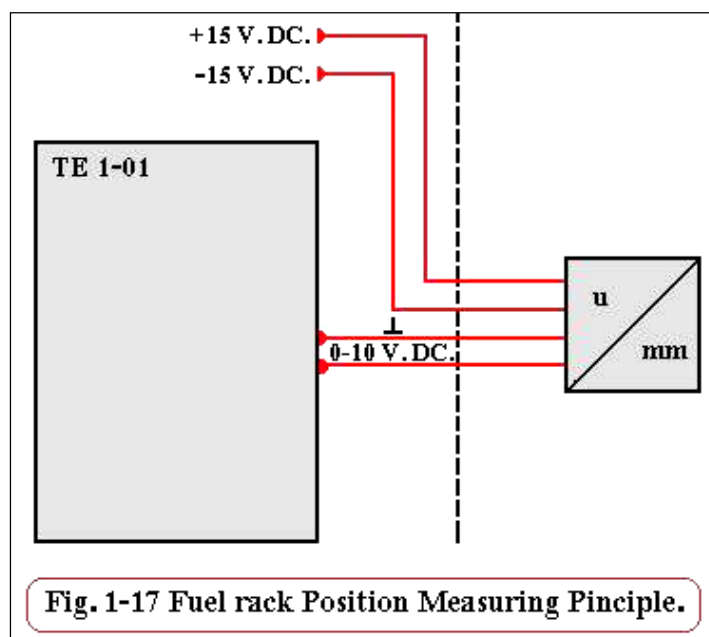 +15 V. DC.
-15 V. DC.
TE 1-01
u
0-10 V. DC.
mm
Fig. 1-17 Fuel rack Position Measuring Pinciple.